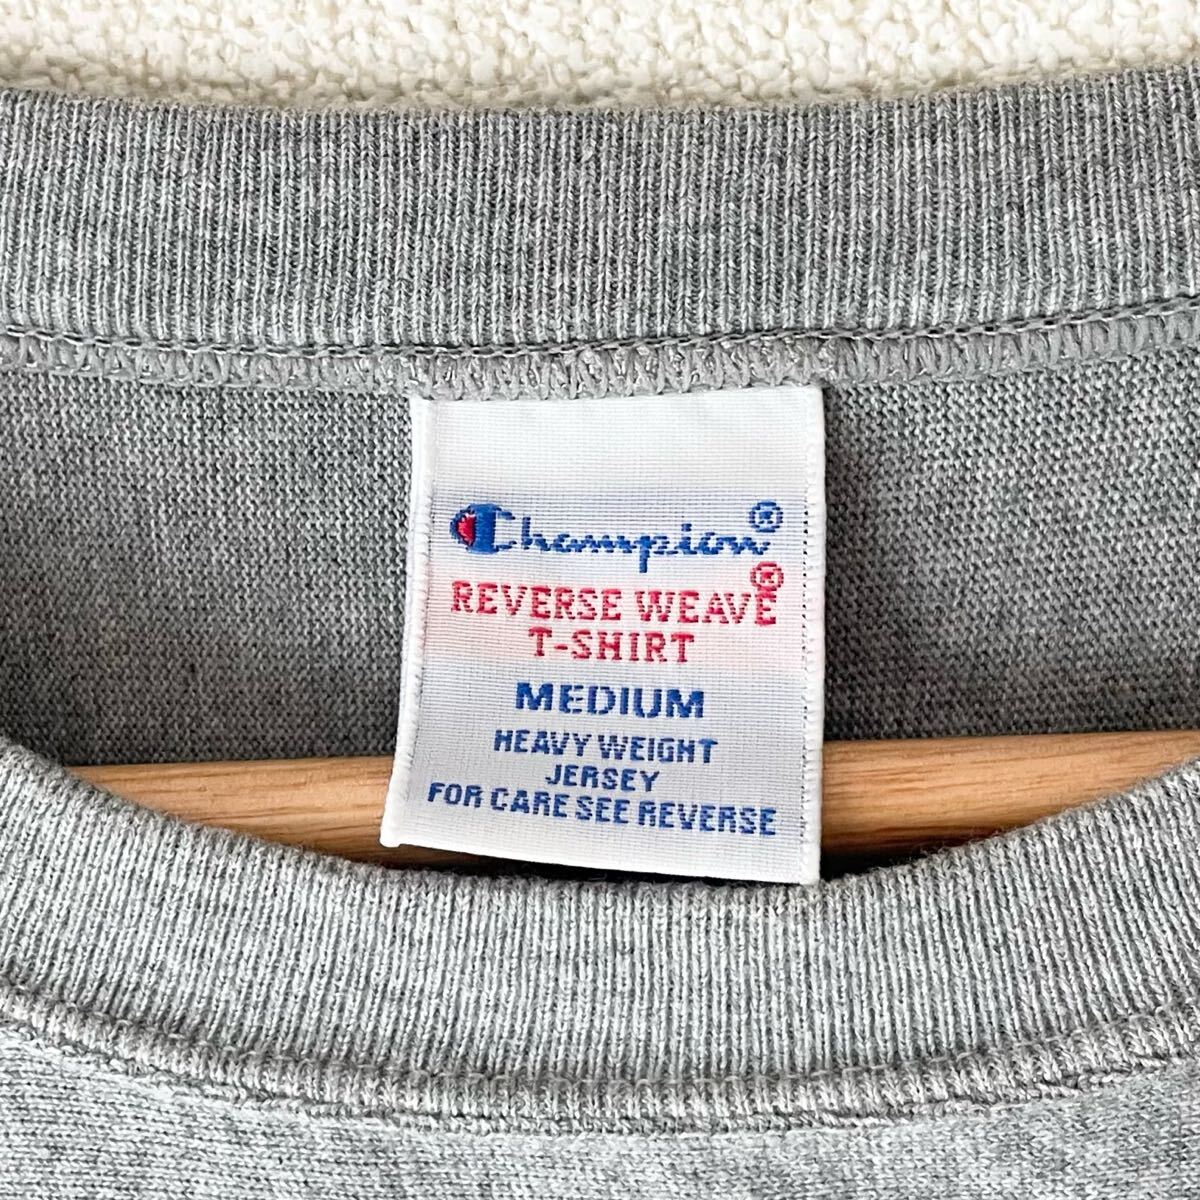 Champion®
REVERSE WEAVE®
T-SHIRT
MEDIUM
HEAVY WEIGHT
JERSEY
FOR CARE SEE REVERSE